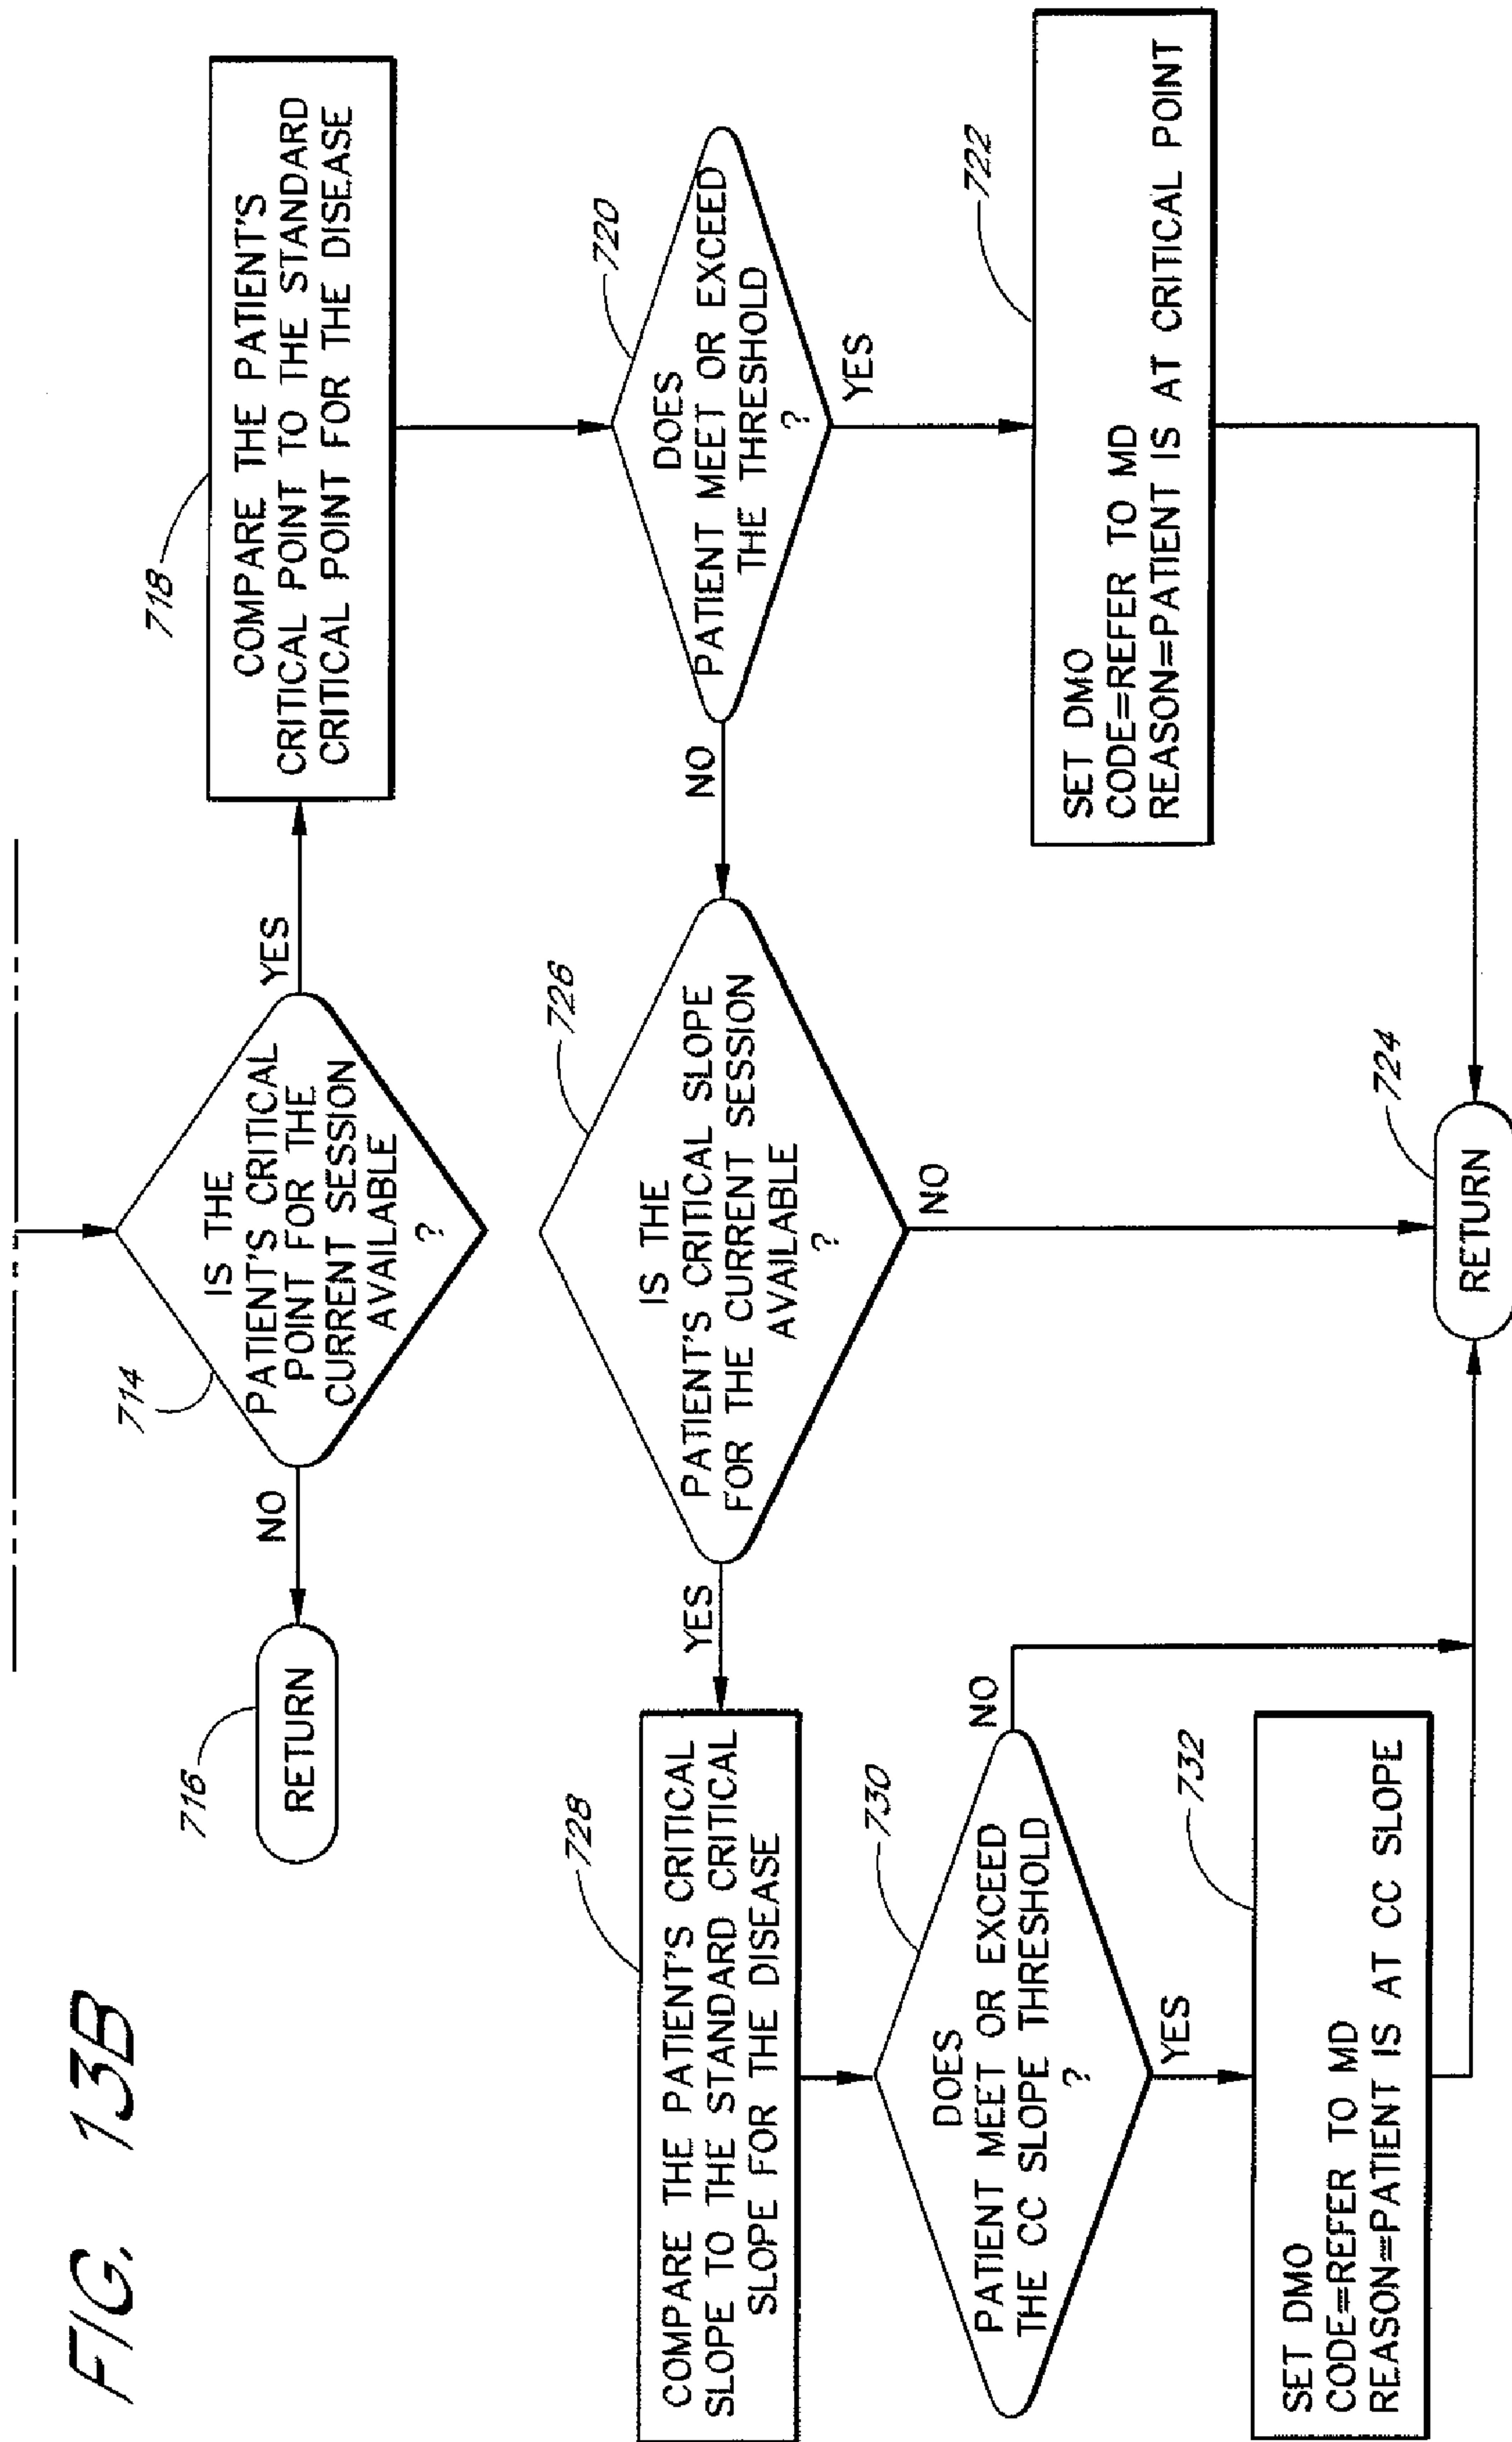 FIG. 13B
714
IS THE
PATIENT'S CRITICAL
POINT FOR THE
CURRENT SESSION
AVAILABLE
?
NO
YES
716
RETURN
718
COMPARE THE PATIENT'S
CRITICAL POINT TO THE STANDARD
CRITICAL POINT FOR THE DISEASE
720
DOES
PATIENT MEET OR EXCEED
THE THRESHOLD
?
NO
YES
722
SET DMO
CODE=REFER TO MD
REASON=PATIENT IS AT CRITICAL POINT
726
IS THE
PATIENT'S CRITICAL SLOPE
FOR THE CURRENT SESSION
AVAILABLE
?
YES
NO
728
COMPARE THE PATIENT'S CRITICAL
SLOPE TO THE STANDARD CRITICAL
SLOPE FOR THE DISEASE
730
DOES
PATIENT MEET OR EXCEED
THE CC SLOPE THRESHOLD
?
NO
YES
732
SET DMO
CODE=REFER TO MD
REASON=PATIENT IS AT CC SLOPE
724
RETURN